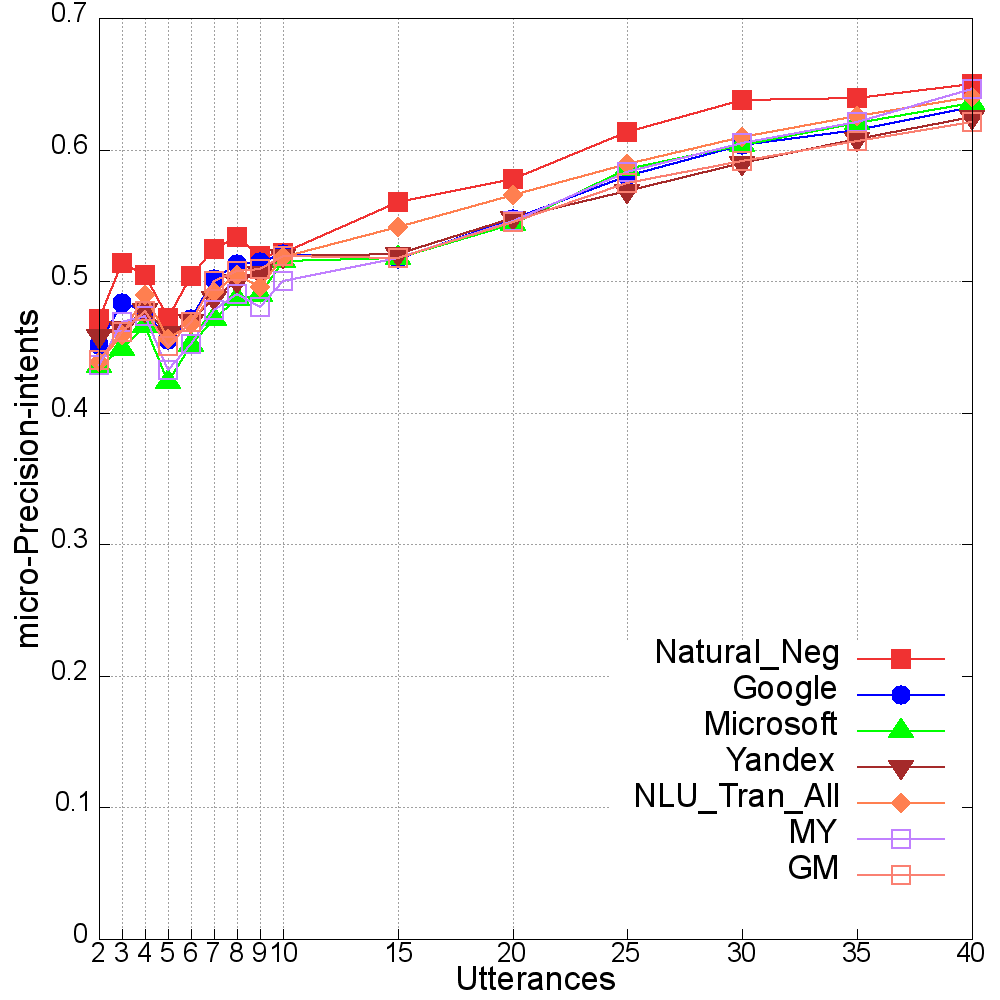 0.7
0.6
0.5
0.4
0.3
0.2
0.1
0
micro-Precision-intents
Natural_Neg
Google
Microsoft
Yandex
NLU_Tran_All
MY
GM
2 3 4 5 6 7 8 9 10 15 20 25 30 35 40
Utterances